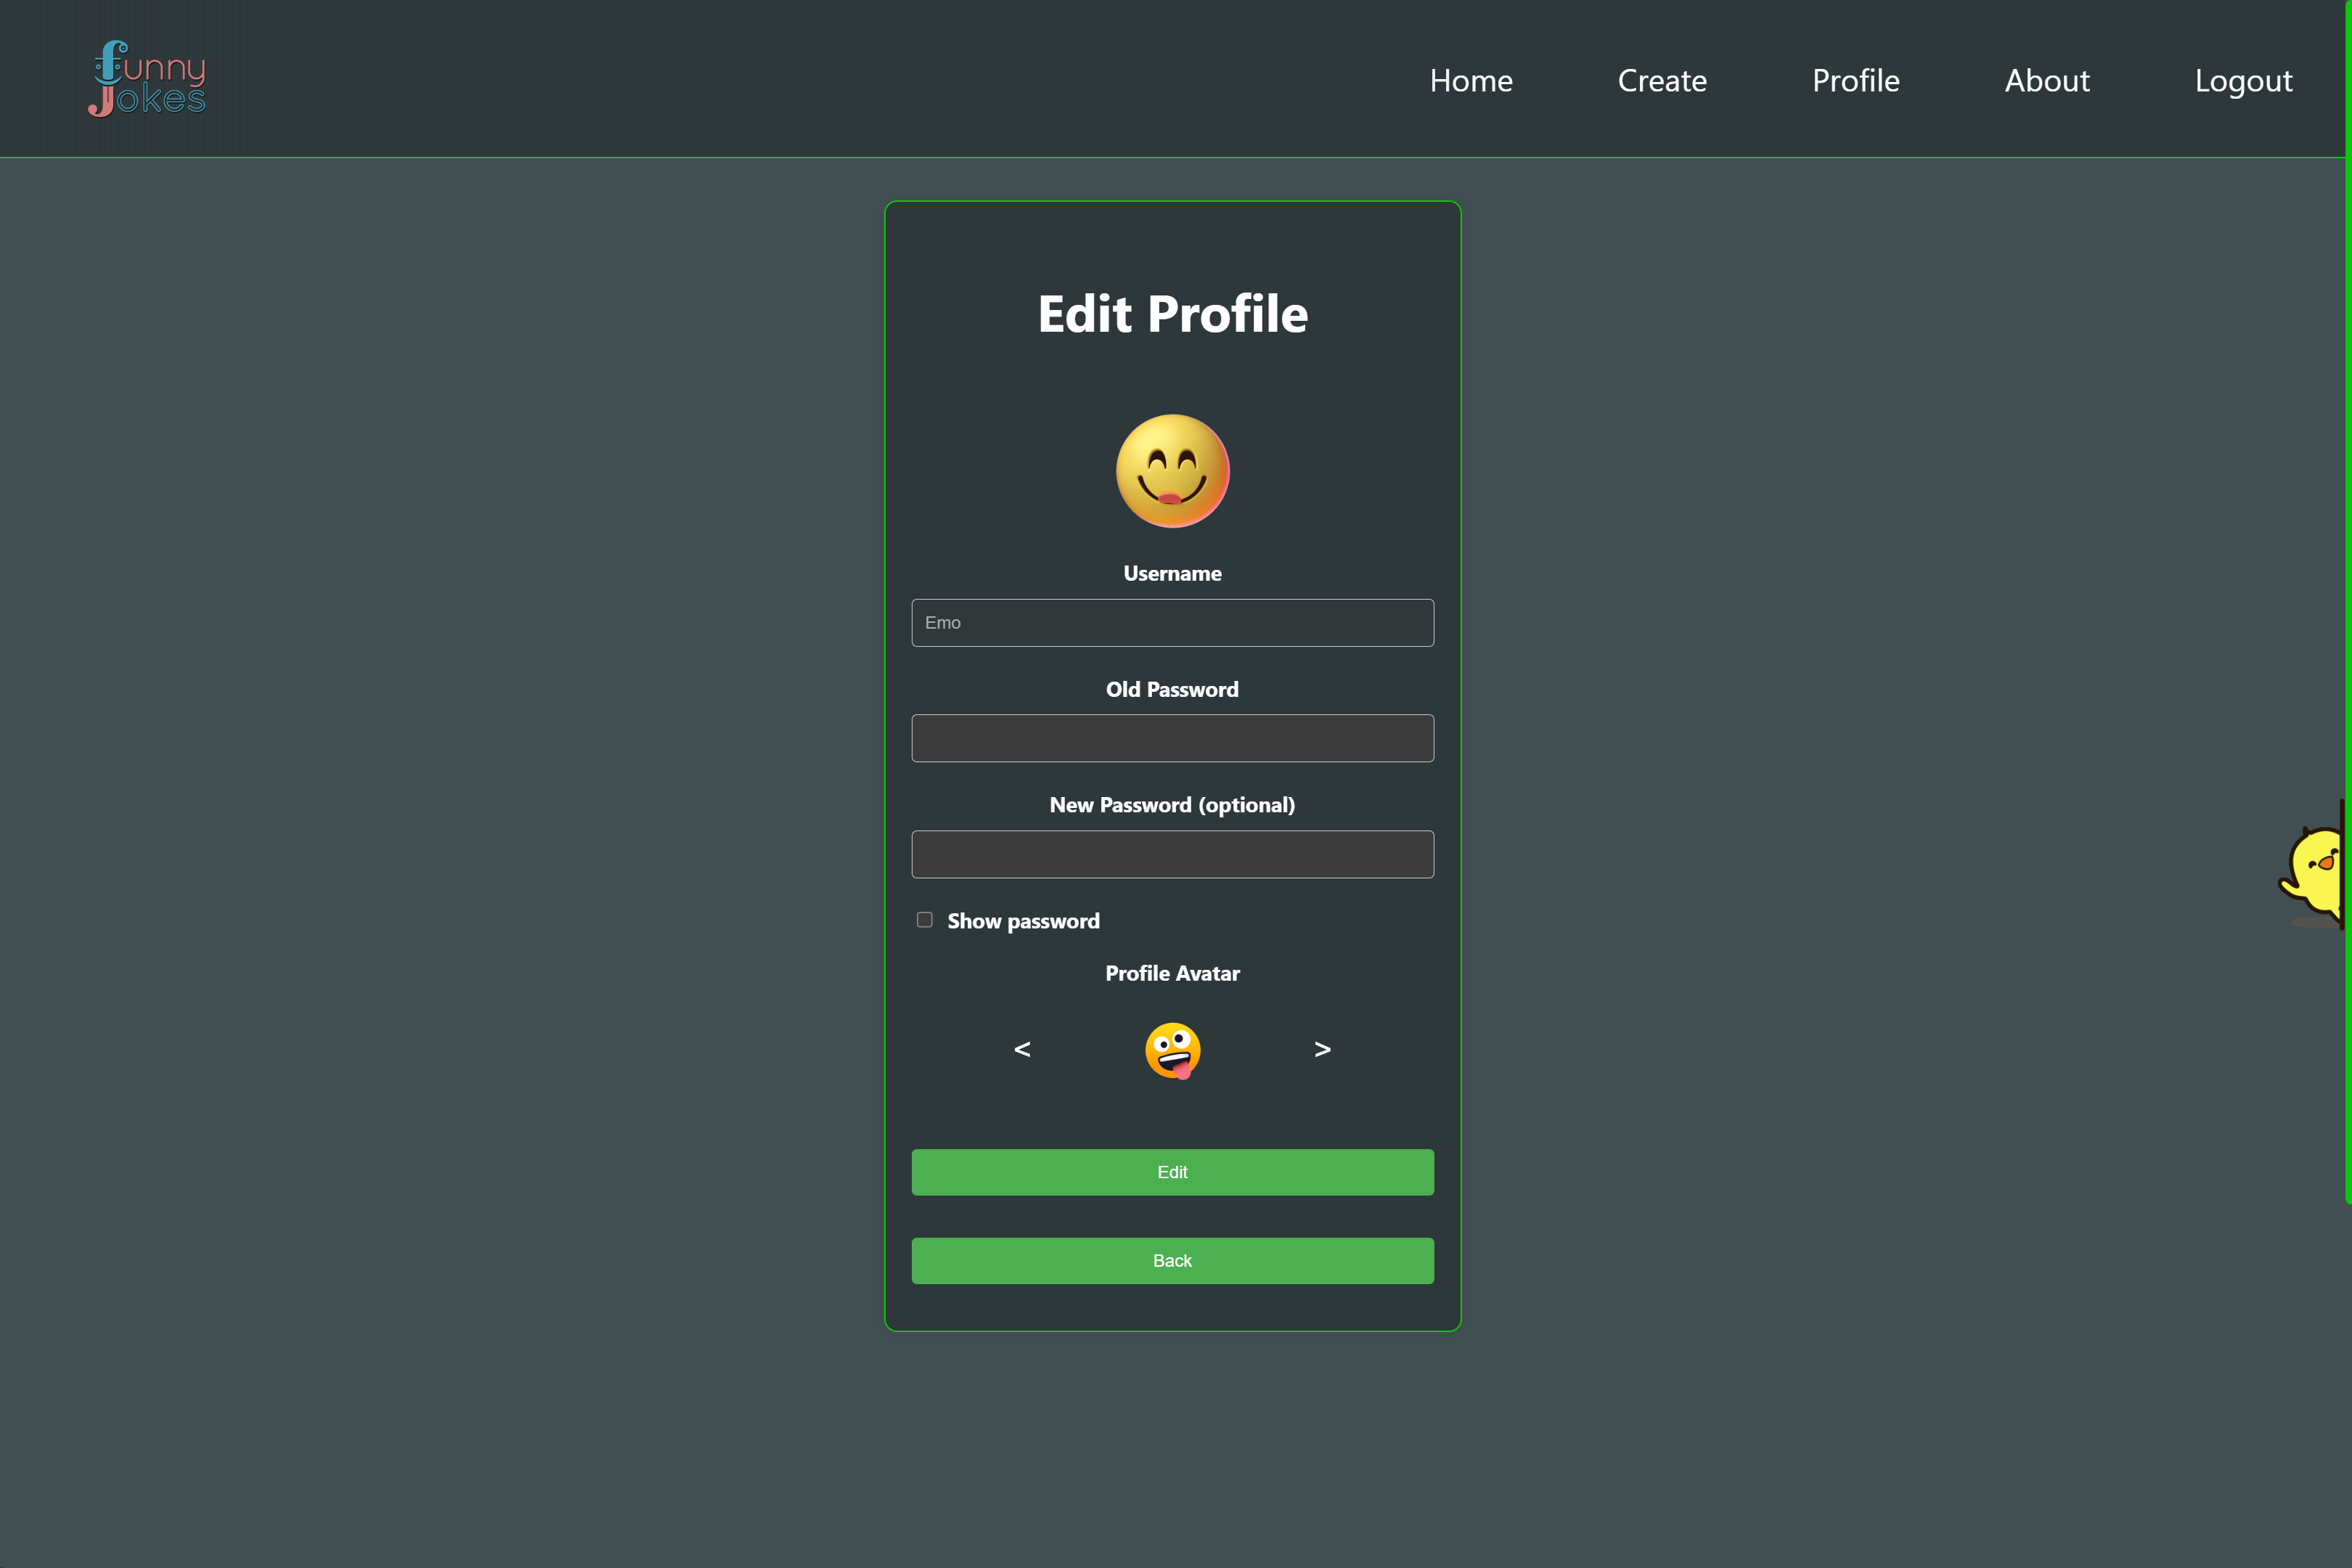 funny
Jokes
Home Create Profile About Logout
Edit Profile
Username
Emo
Old Password
New Password (optional)
Show password
Profile Avatar
< >
Edit
Back